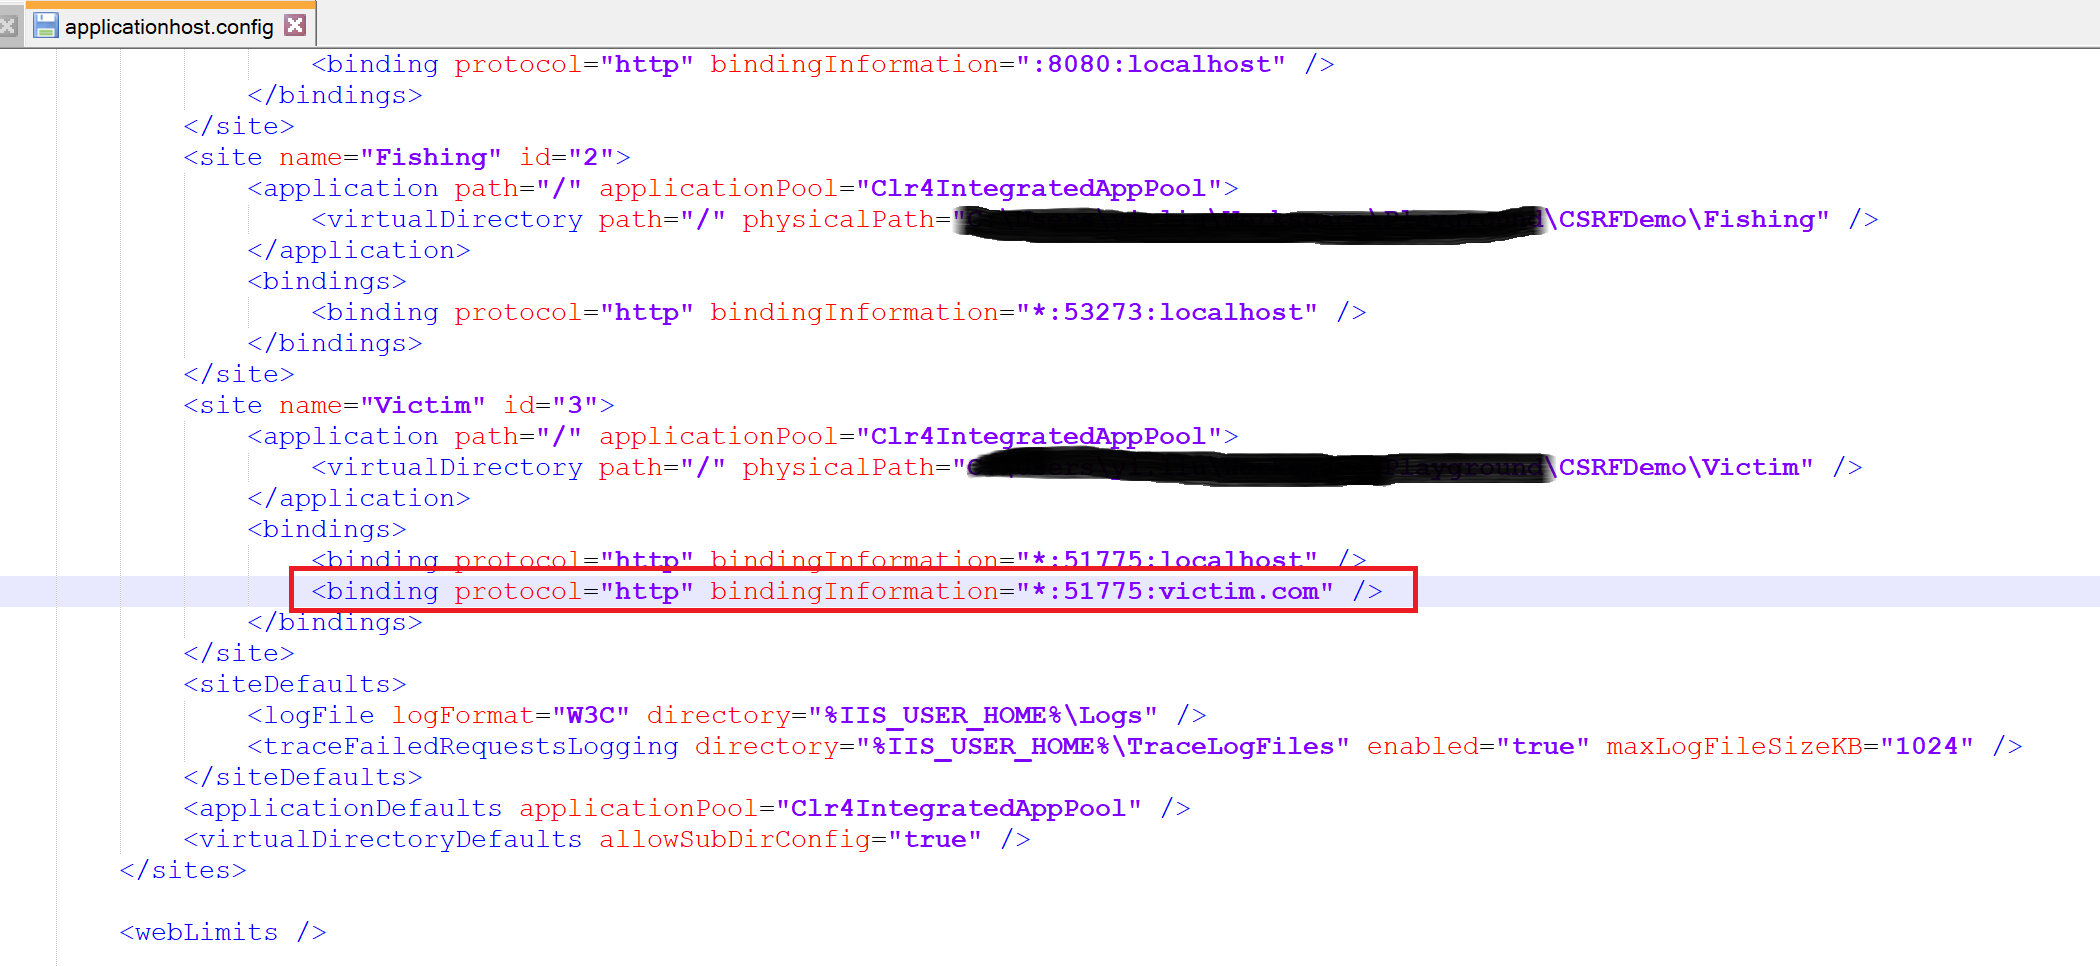 applicationhost.config
<binding protocol="http" bindingInformation=":8080:localhost" />
</bindings>
</site>
<site name="Fishing" id="2">
<application path="/" applicationPool="Clr4IntegratedAppPool">
<virtualDirectory path="/" physicalPath="\CSRFDemo\Fishing" />
</application>
<bindings>
<binding protocol="http" bindingInformation="*:53273:localhost" />
</bindings>
</site>
<site name="Victim" id="3">
<application path="/" applicationPool="Clr4IntegratedAppPool">
<virtualDirectory path="/" physicalPath="\CSRFDemo\Victim" />
</application>
<bindings>
<binding protocol="http" bindingInformation="*:51775:localhost" />
<binding protocol="http" bindingInformation="*:51775:victim.com" />
</bindings>
</site>
<siteDefaults>
<logFile logFormat="W3C" directory="%IIS_USER_HOME%\Logs" />
<traceFailedRequestsLogging directory="%IIS_USER_HOME%\TraceLogFiles" enabled="true" maxLogFileSizeKB="1024" />
</siteDefaults>
<applicationDefaults applicationPool="Clr4IntegratedAppPool" />
<virtualDirectoryDefaults allowSubDirConfig="true" />
</sites>
<webLimits />